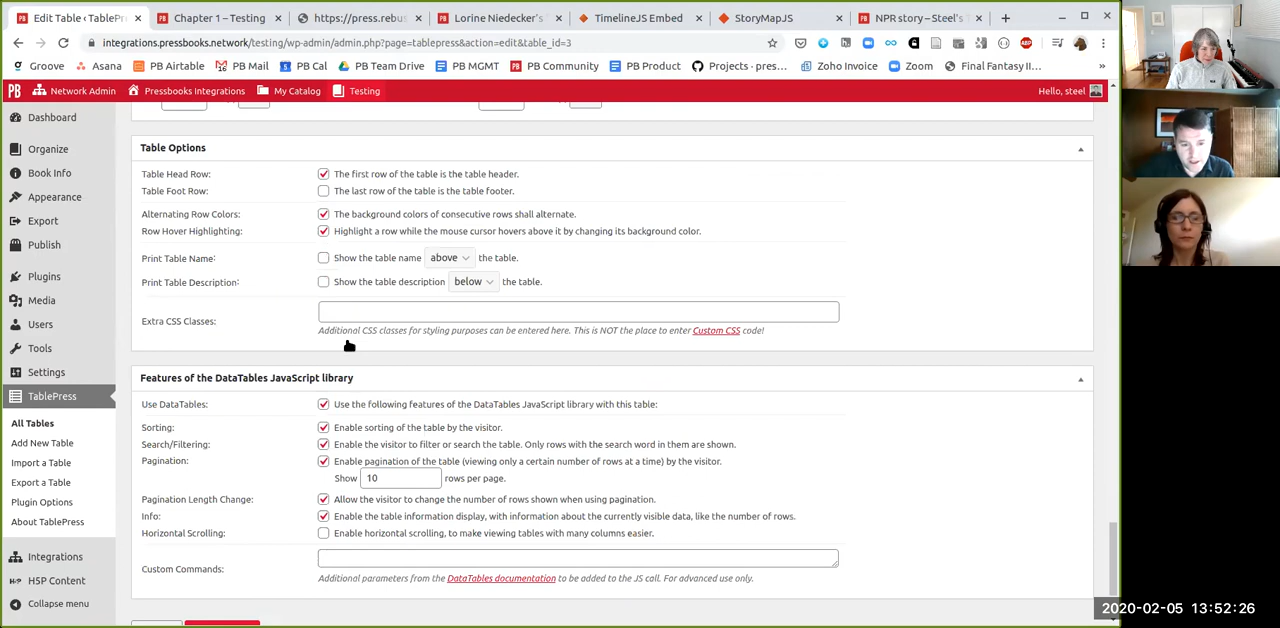 Edit Table ‹ TableP
Chapter 1 – Testing
https://press.rebus
Lorine Niedecker's
TimelineJS Embed
StoryMapJS
NPR story – Steel's T
integrations.pressbooks.network/testing/wp-admin/admin.php?page=tablepress&action=edit&table_id=3
Groove Asana PB Airtable PB Mail PB Cal PB Team Drive PB MGMT PB Community PB Product Projects · pres... Zoho Invoice Zoom Final Fantasy II... »
PB Network Admin Pressbooks Integrations My Catalog Testing Hello, steel
Dashboard
Organize
Book Info
Appearance
Export
Publish
Plugins
Media
Users
Tools
Settings
TablePress
All Tables
Add New Table
Import a Table
Export a Table
Plugin Options
About TablePress
Integrations
H5P Content
Collapse menu
Table Options
Table Head Row: The first row of the table is the table header.
Table Foot Row: The last row of the table is the table footer.
Alternating Row Colors: The background colors of consecutive rows shall alternate.
Row Hover Highlighting: Highlight a row while the mouse cursor hovers above it by changing its background color.
Print Table Name: Show the table name above the table.
Print Table Description: Show the table description below the table.
Extra CSS Classes:
Additional CSS classes for styling purposes can be entered here. This is NOT the place to enter Custom CSS code!
Features of the DataTables JavaScript library
Use DataTables: Use the following features of the DataTables JavaScript library with this table:
Sorting: Enable sorting of the table by the visitor.
Search/Filtering: Enable the visitor to filter or search the table. Only rows with the search word in them are shown.
Pagination: Enable pagination of the table (viewing only a certain number of rows at a time) by the visitor.
Show 10 rows per page.
Pagination Length Change: Allow the visitor to change the number of rows shown when using pagination.
Info: Enable the table information display, with information about the currently visible data, like the number of rows.
Horizontal Scrolling: Enable horizontal scrolling, to make viewing tables with many columns easier.
Custom Commands:
Additional parameters from the DataTables documentation to be added to the JS call. For advanced use only.
2020-02-05 13:52:26